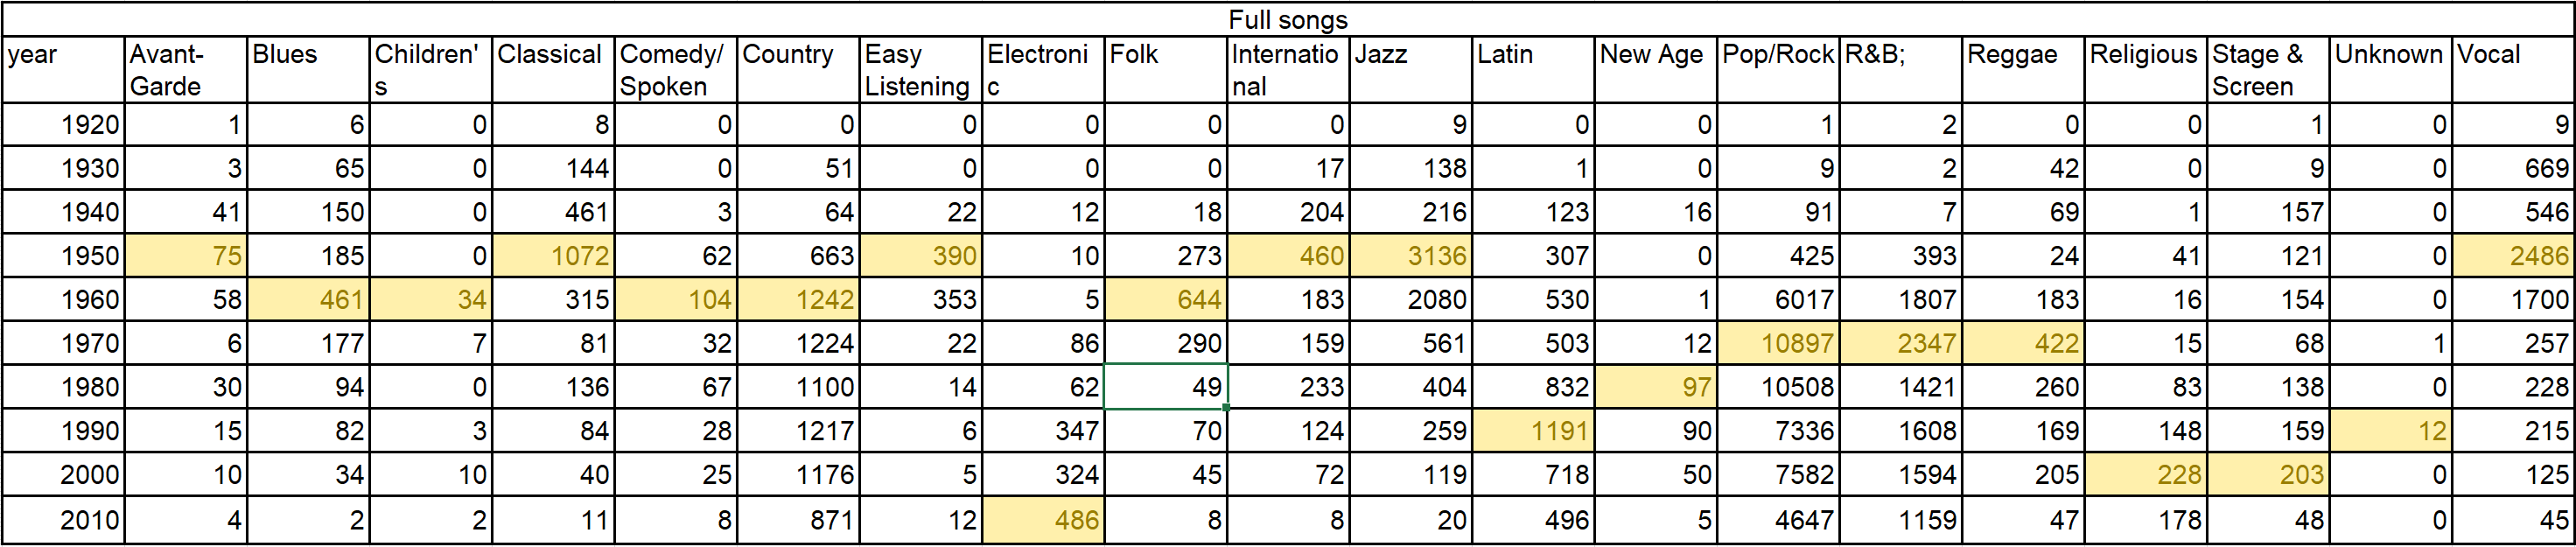 Full songs
year Avant-Garde Blues Children's Classical Comedy/Spoken Country Easy Listening Electronic Folk International Jazz Latin New Age Pop/Rock R&B; Reggae Religious Stage & Screen Unknown Vocal
1920 1 6 0 8 0 0 0 0 0 0 9 0 0 1 2 0 0 1 0 9
1930 3 65 0 144 0 51 0 0 0 17 138 1 0 9 2 42 0 9 0 669
1940 41 150 0 461 3 64 22 12 18 204 216 123 16 91 7 69 1 157 0 546
1950 75 185 0 1072 62 663 390 10 273 460 3136 307 0 425 393 24 41 121 0 2486
1960 58 461 34 315 104 1242 353 5 644 183 2080 530 1 6017 1807 183 16 154 0 1700
1970 6 177 7 81 32 1224 22 86 290 159 561 503 12 10897 2347 422 15 68 1 257
1980 30 94 0 136 67 1100 14 62 49 233 404 832 97 10508 1421 260 83 138 0 228
1990 15 82 3 84 28 1217 6 347 70 124 259 1191 90 7336 1608 169 148 159 12 215
2000 10 34 10 40 25 1176 5 324 45 72 119 718 50 7582 1594 205 228 203 0 125
2010 4 2 2 11 8 871 12 486 8 8 20 496 5 4647 1159 47 178 48 0 45